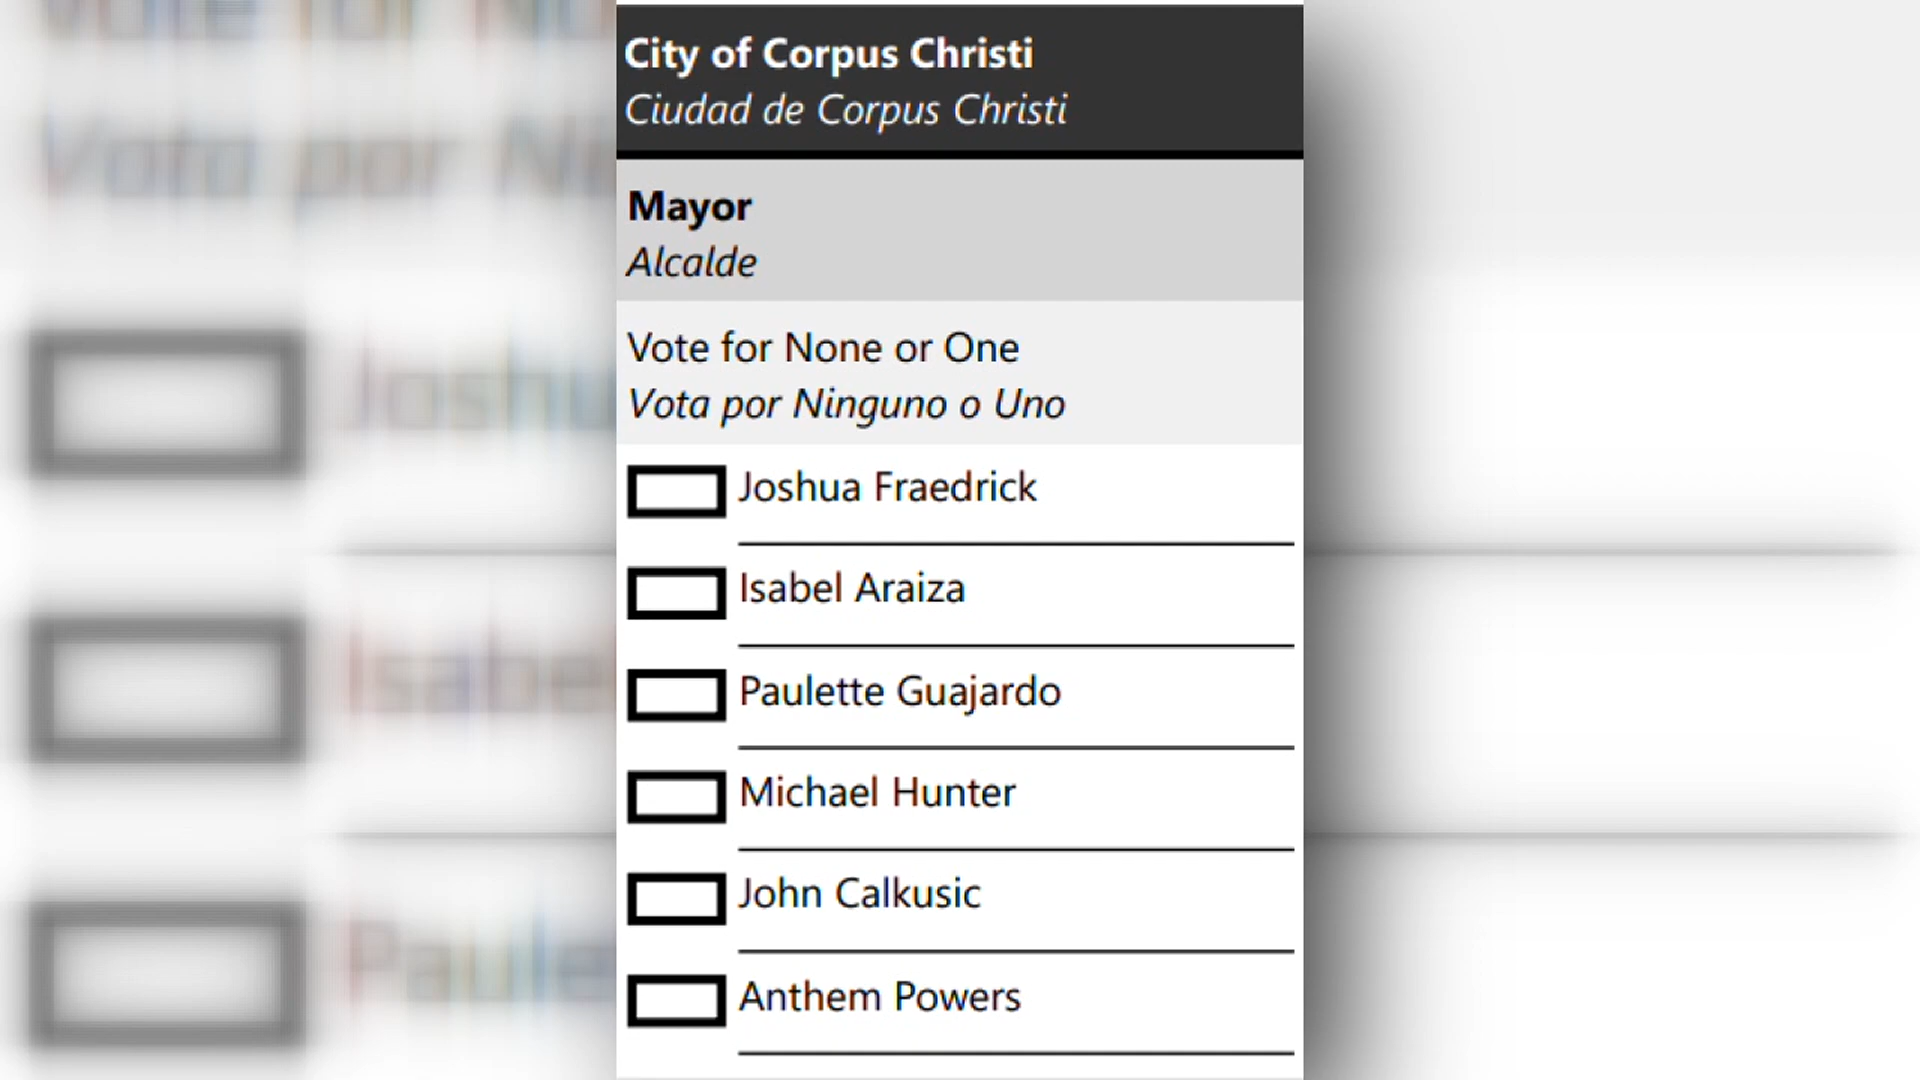 City of Corpus Christi
Ciudad de Corpus Christi
Mayor
Alcalde
Vote for None or One
Vota por Ninguno o Uno
Joshua Fraedrick
Isabel Araiza
Paulette Guajardo
Michael Hunter
John Calkusic
Anthem Powers